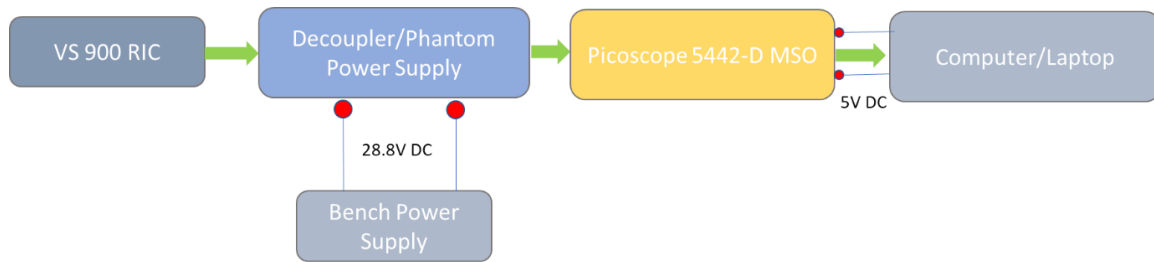 VS 900 RIC
Decoupler/Phantom
Power Supply
Picoscope 5442-D MSO
Computer/Laptop
5V DC
28.8V DC
Bench Power
Supply